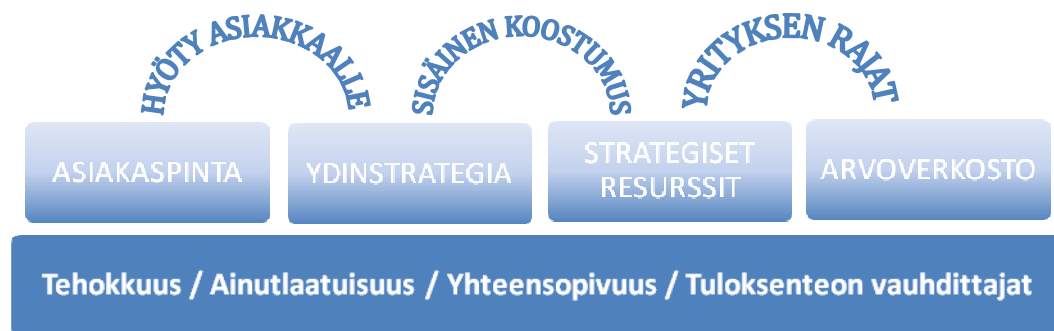 HYÖTY ASIAKKAALLE
SISÄINEN KOOSTUMUS
YRITYKSEN RAJAT
ASIAKASPINTA
YDINSTRATEGIA
STRATEGISET
RESURSSIT
ARVOVERKOSTO
Tehokkuus / Ainutlaatuisuus / Yhteensopivuus / Tuloksenteon vauhdittajat